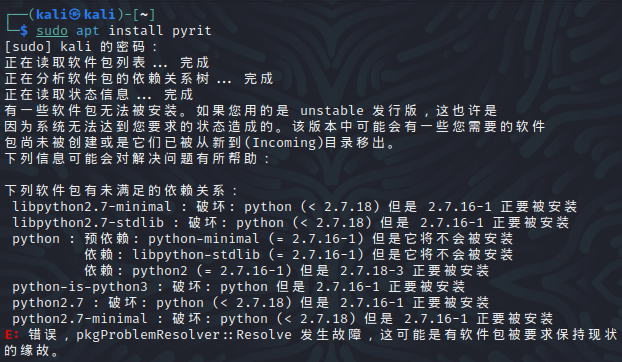 ┌──(kali㉿kali)-[~]
└─$ sudo apt install pyrit
[sudo] kali 的密码：
正在读取软件包列表... 完成
正在分析软件包的依赖关系树... 完成
正在读取状态信息... 完成
有一些软件包无法被安装。如果您用的是 unstable 发行版，这也许是
因为系统无法达到您要求的状态造成的。该版本中可能会有一些您需要的软件
包尚未被创建或是它们已被从新到(Incoming)目录移出。
下列信息可能会对解决问题有所帮助：

下列软件包有未满足的依赖关系：
 libpython2.7-minimal : 破坏: python (< 2.7.18) 但是 2.7.16-1 正要被安装
 libpython2.7-stdlib : 破坏: python (< 2.7.18) 但是 2.7.16-1 正要被安装
 python : 预依赖: python-minimal (= 2.7.16-1) 但是它将不会被安装
          依赖: libpython-stdlib (= 2.7.16-1) 但是它将不会被安装
          依赖: python2 (= 2.7.16-1) 但是 2.7.18-3 正要被安装
 python-is-python3 : 破坏: python 但是 2.7.16-1 正要被安装
 python2.7 : 破坏: python (< 2.7.18) 但是 2.7.16-1 正要被安装
 python2.7-minimal : 破坏: python (< 2.7.18) 但是 2.7.16-1 正要被安装
E: 错误，pkgProblemResolver::Resolve 发生故障，这可能是有软件包被要求保持现状
的缘故。